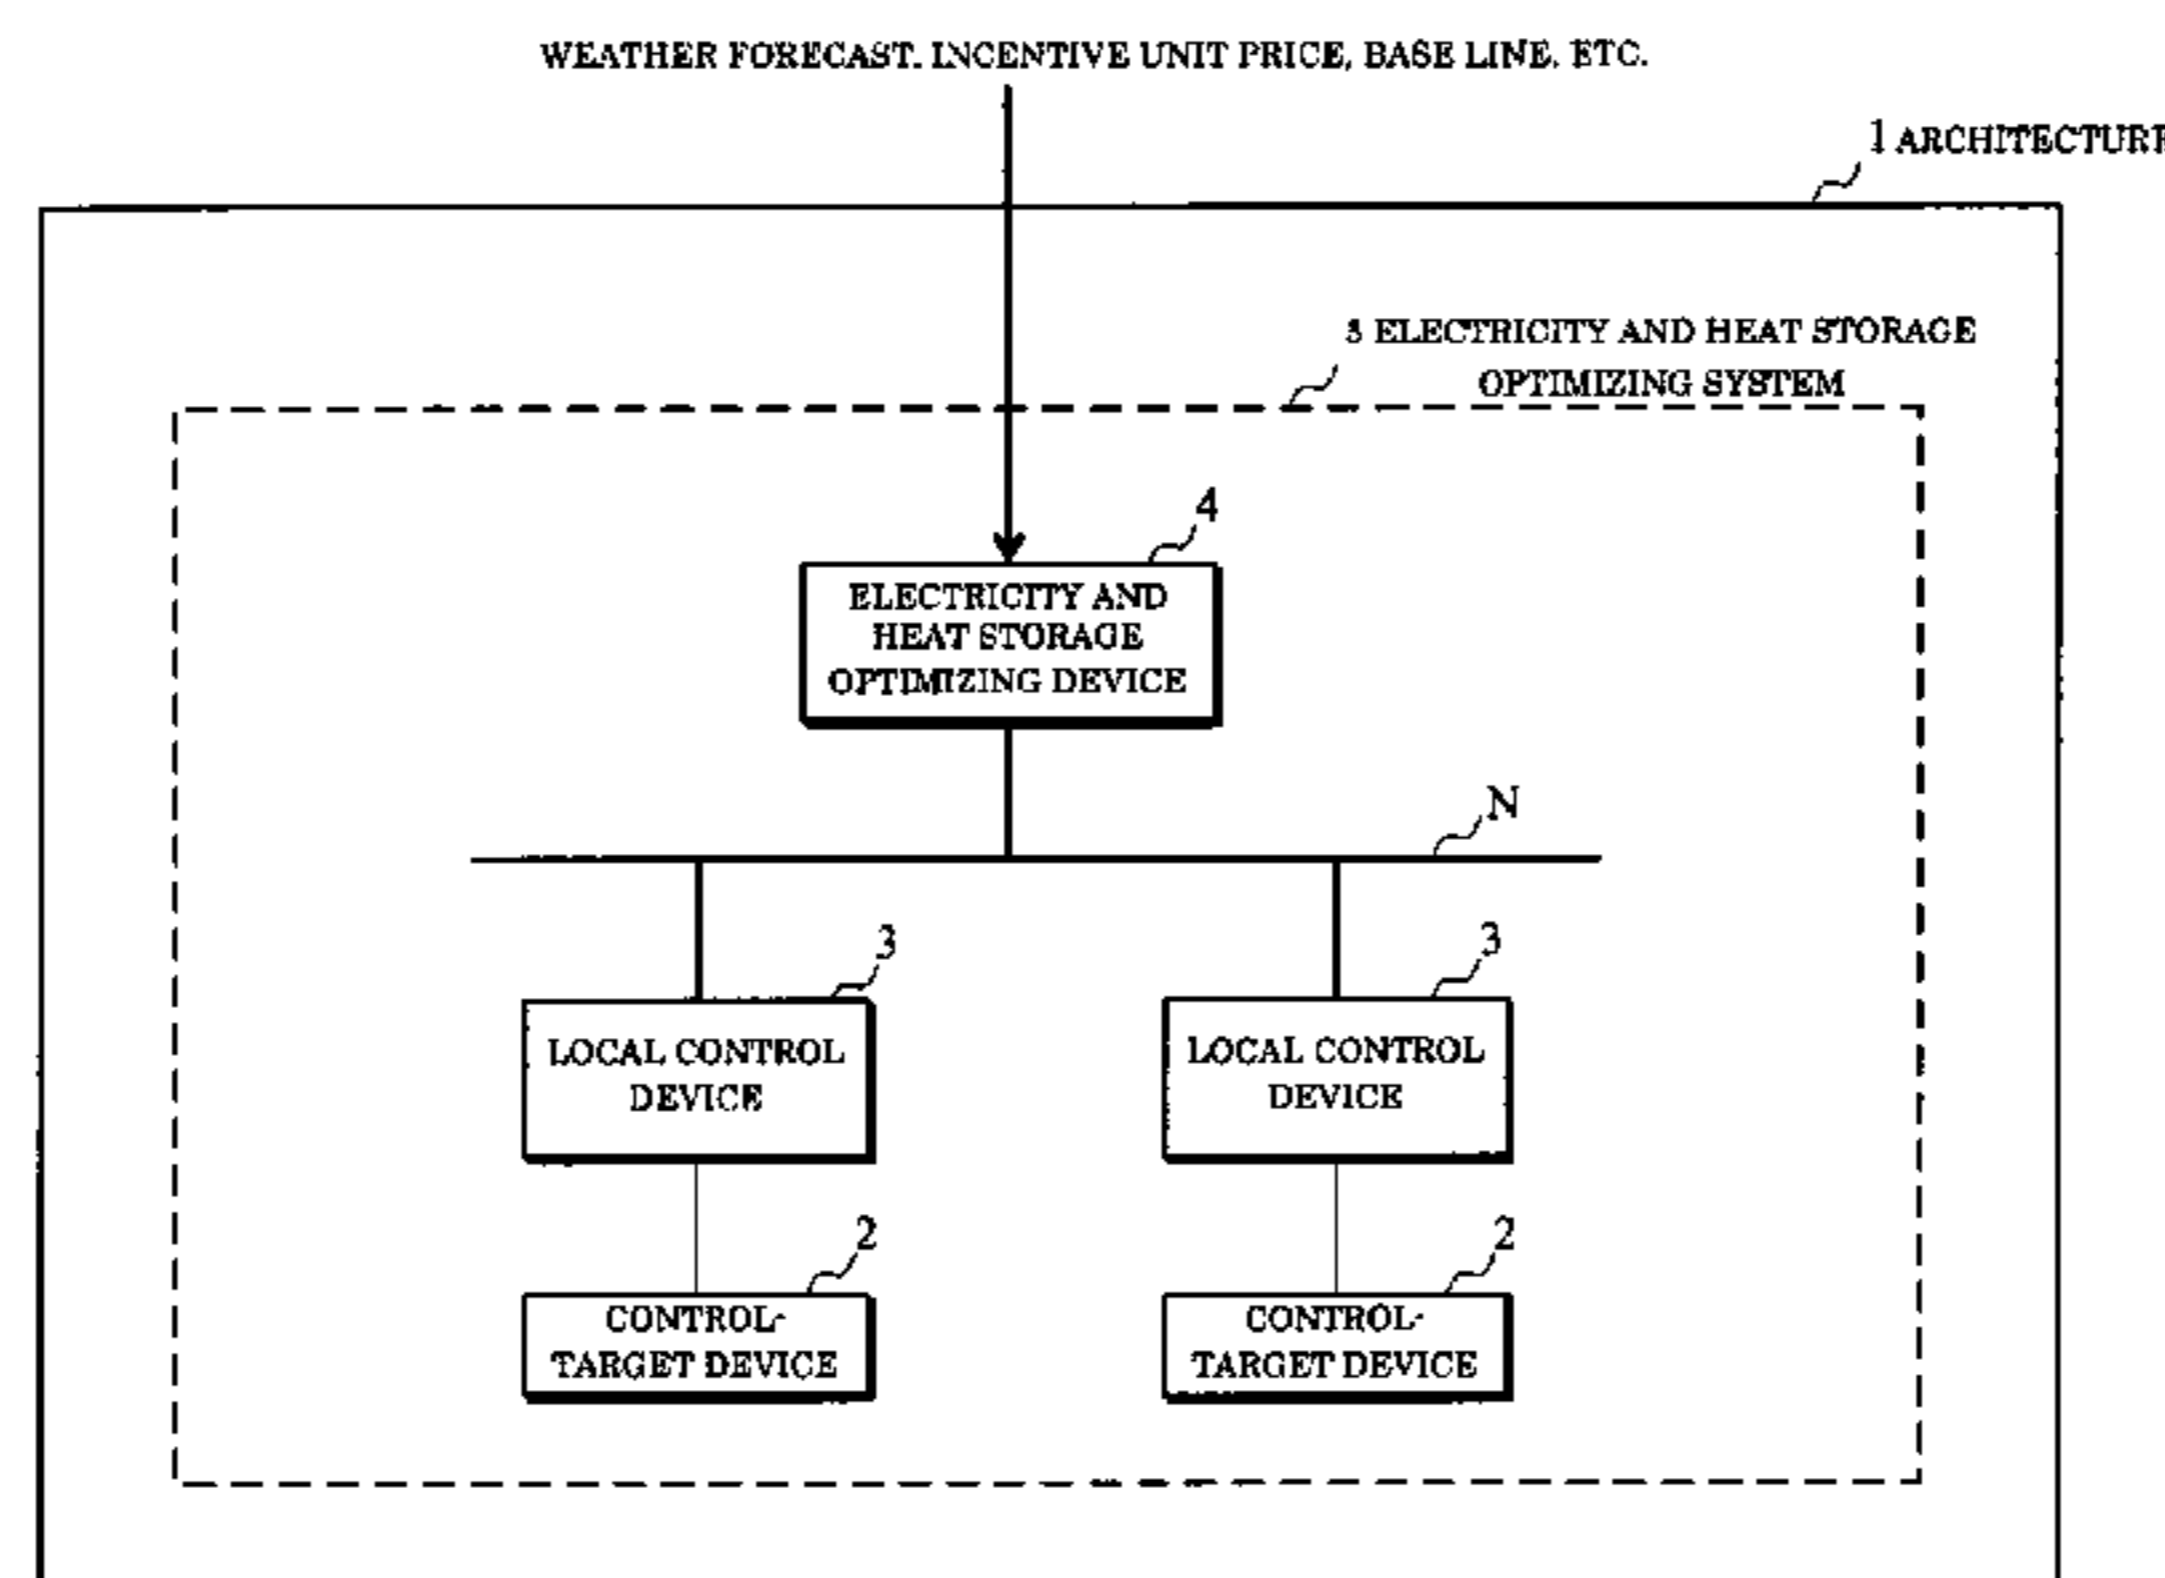 WEATHER FORECAST, INCENTIVE UNIT PRICE, BASE LINE, ETC.
1 ARCHITECTURE
ELECTRICITY AND HEAT STORAGE
OPTIMIZING SYSTEM
4
ELECTRICITY AND
HEAT STORAGE
OPTIMIZING DEVICE
N
3
3
LOCAL CONTROL
DEVICE
LOCAL CONTROL
DEVICE
2
2
CONTROL-
TARGET DEVICE
CONTROL-
TARGET DEVICE